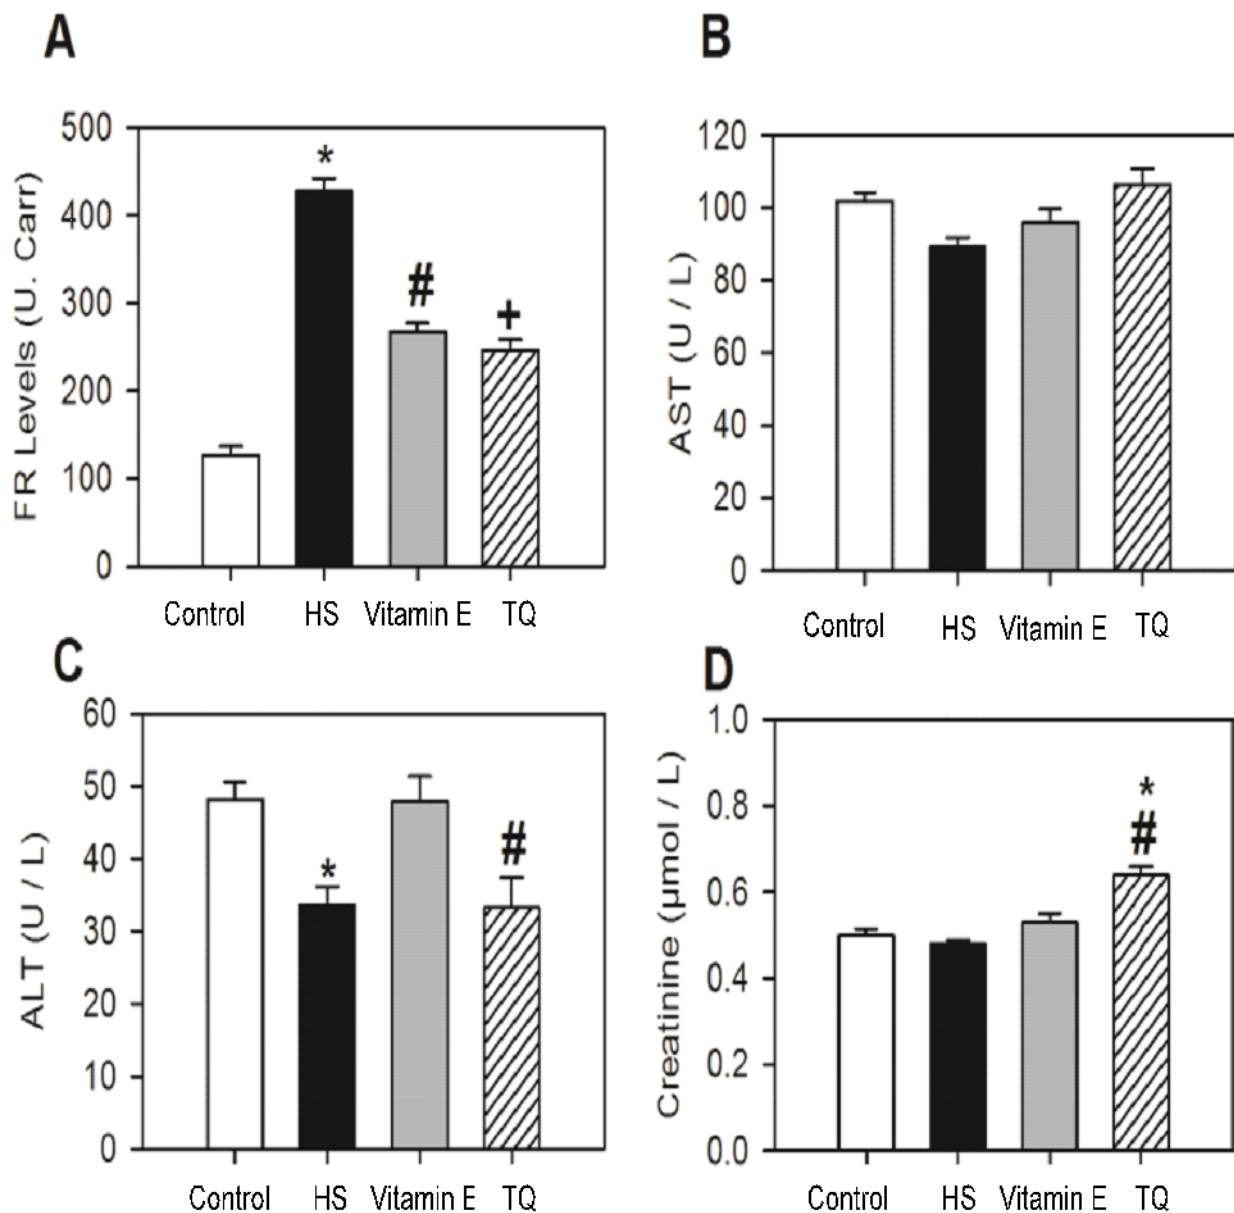 A
FR Levels (U. Carr)
500
400
300
200
100
0
*
#
+
Control HS Vitamin E TQ
B
AST (U / L)
120
100
80
60
40
20
0
Control HS Vitamin E TQ
C
ALT (U / L)
60
50
40
30
20
10
0
*
#
Control HS Vitamin E TQ
D
Creatinine (µmol / L)
1.0
0.8
0.6
0.4
0.2
0.0
*
#
Control HS Vitamin E TQ